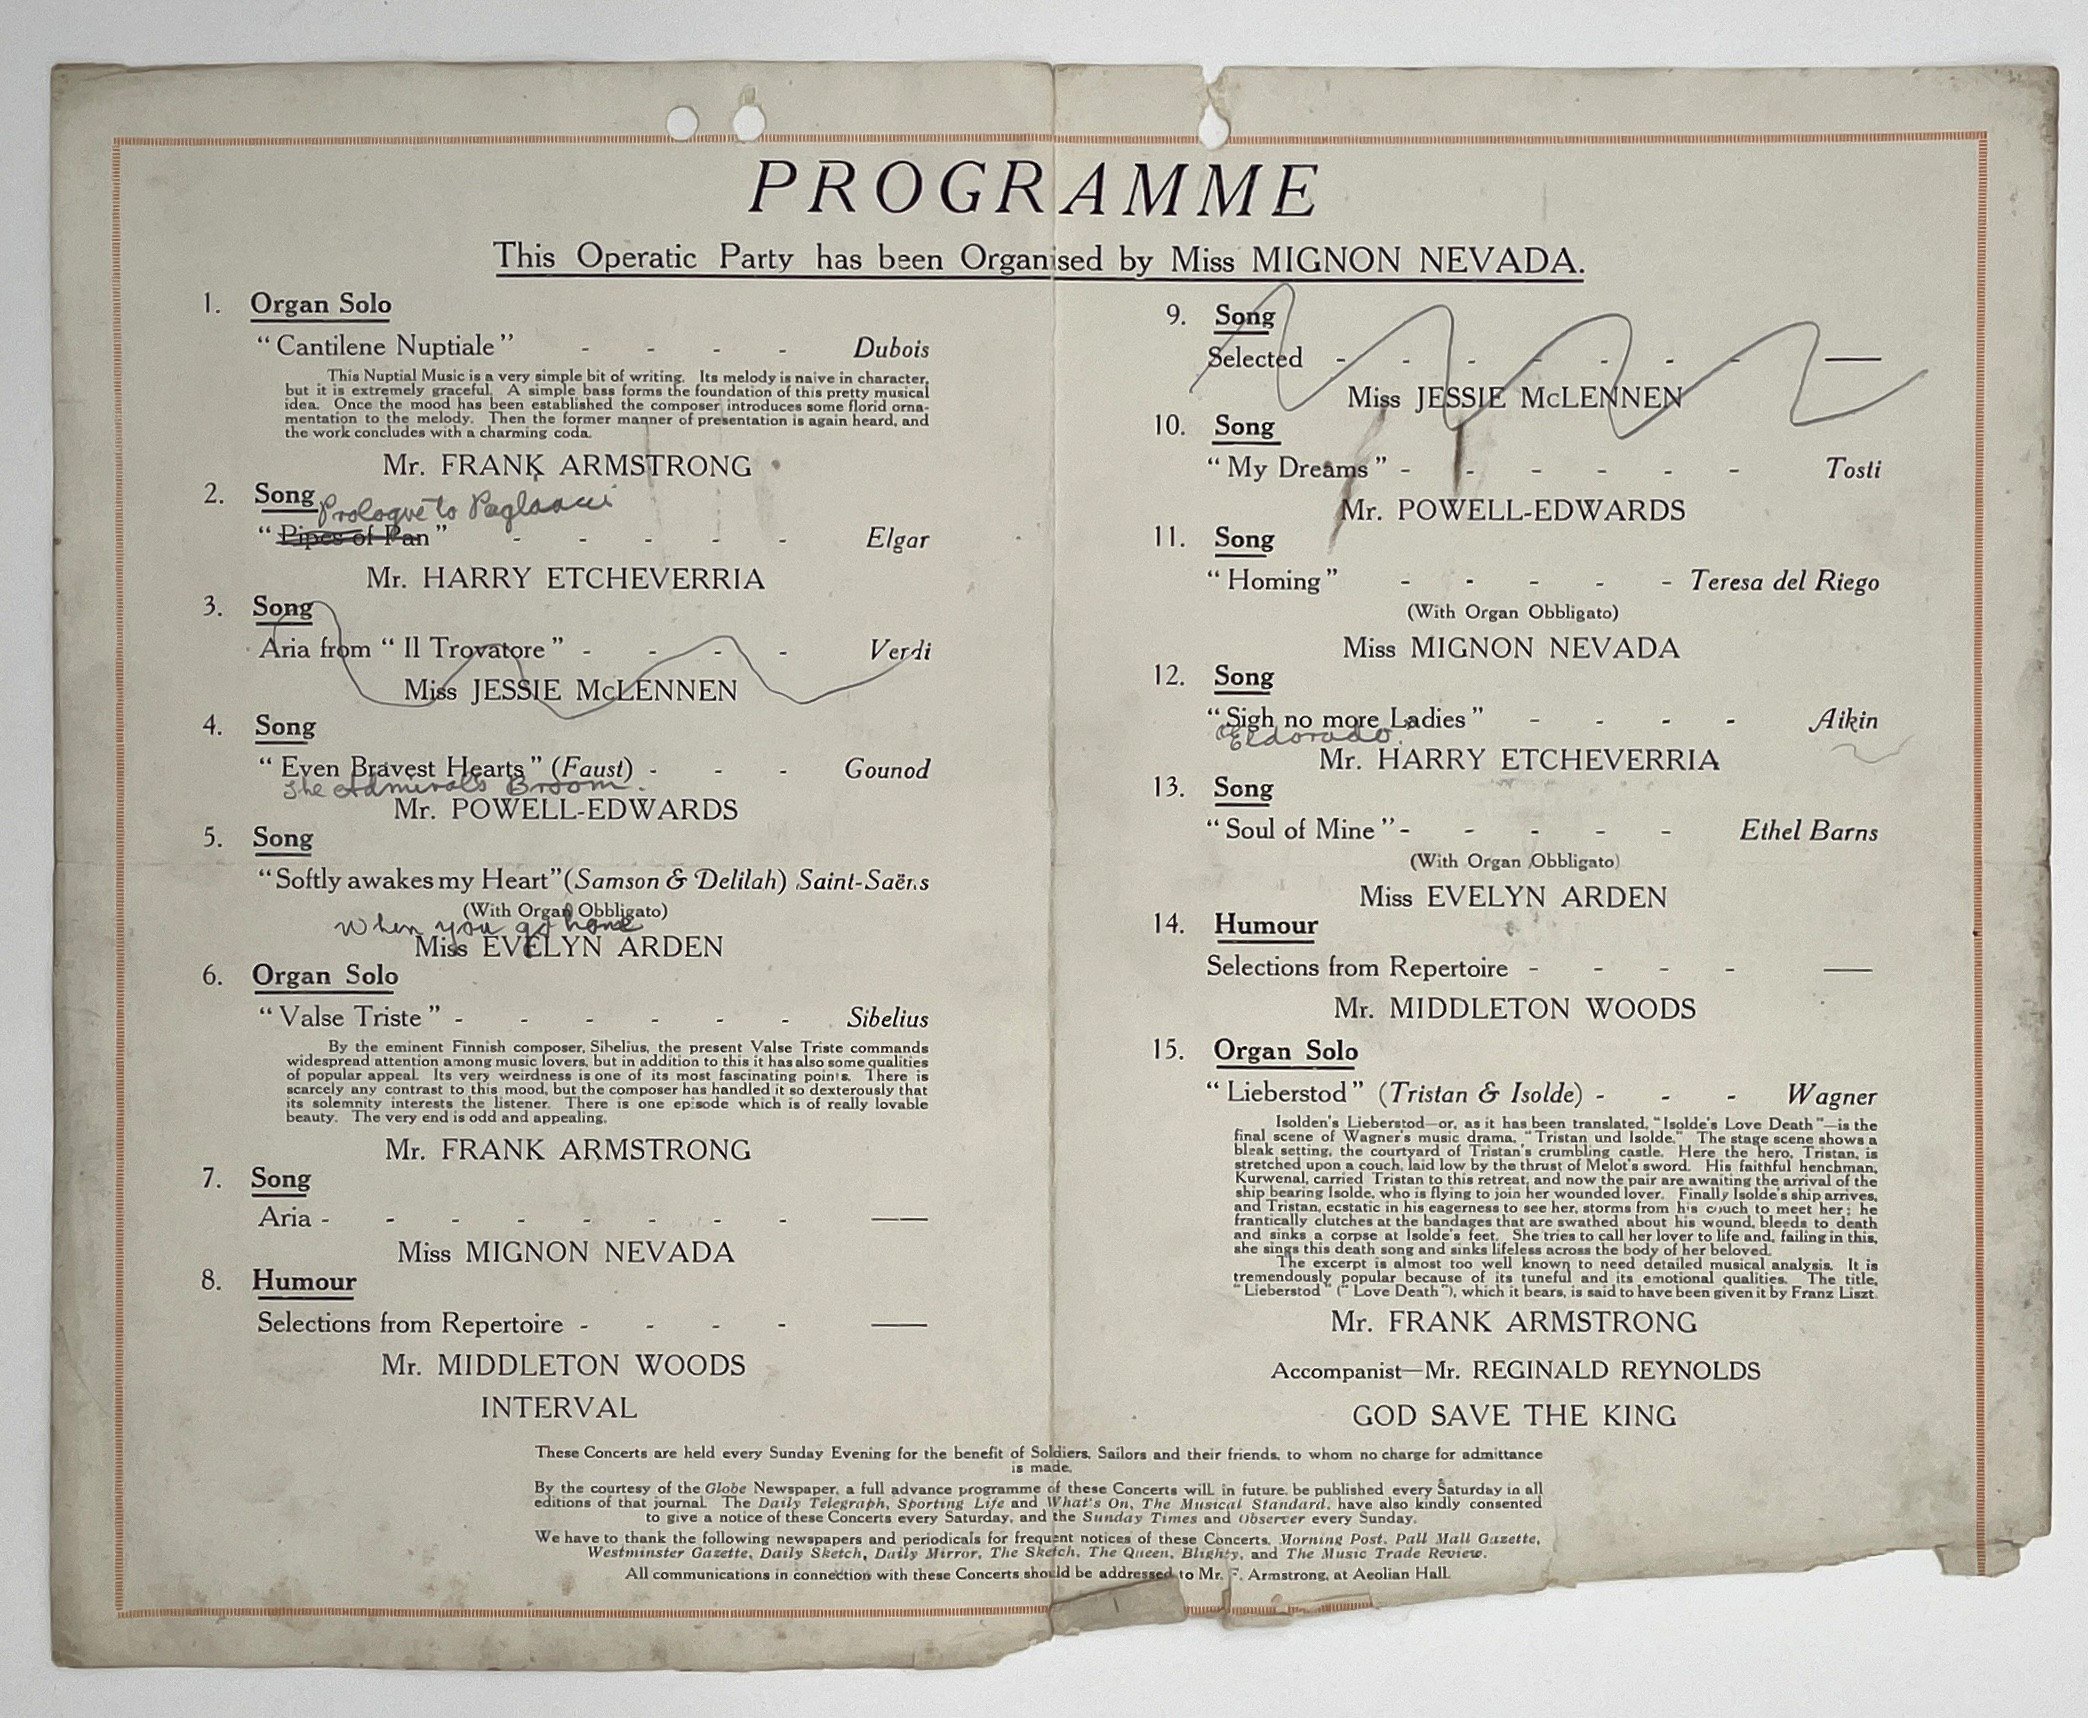 PROGRAMME
This Operatic Party has been Organised by Miss MIGNON NEVADA.
1. Organ Solo
"Cantilene Nuptiale" - - - - Dubois
This Nuptial Music is a very simple bit of writing. Its melody is naive in character,
but it is extremely graceful. A simple bass forms the foundation of this pretty musical
idea. Once the mood has been established the composer introduces some florid orna-
mentation to the melody. Then the former manner of presentation is again heard, and
the work concludes with a charming coda.
Mr. FRANK ARMSTRONG
2. Song
Prologue to Paglaacci
"Pipes of Pan" - - - - - Elgar
Mr. HARRY ETCHEVERRIA
3. Song
Aria from "Il Trovatore" - - - - Verdi
Miss JESSIE McLENNEN
4. Song
"Even Bravest Hearts" (Faust) - - - Gounod
The Admirals Broom.
Mr. POWELL-EDWARDS
5. Song
"Softly awakes my Heart" (Samson & Delilah) Saint-Saëns
(With Organ Obbligato)
When you go home
Miss EVELYN ARDEN
6. Organ Solo
"Valse Triste" - - - - - - Sibelius
By the eminent Finnish composer, Sibelius, the present Valse Triste commands
widespread attention among music lovers, but in addition to this it has also some qualities
of popular appeal. Its very weirdness is one of its most fascinating points. There is
scarcely any contrast to this mood, but the composer has handled it so dexterously that
its solemnity interests the listener. There is one episode which is of really lovable
beauty. The very end is odd and appealing.
Mr. FRANK ARMSTRONG
7. Song
Aria - - - - - - - - ——
Miss MIGNON NEVADA
8. Humour
Selections from Repertoire - - - - ——
Mr. MIDDLETON WOODS
INTERVAL
9. Song
Selected - - - - - - - ——
Miss JESSIE McLENNEN
10. Song
"My Dreams" - - - - - - Tosti
Mr. POWELL-EDWARDS
11. Song
"Homing" - - - - - Teresa del Riego
(With Organ Obbligato)
Miss MIGNON NEVADA
12. Song
"Sigh no more Ladies" - - - - Aikin
Eldorado.
Mr. HARRY ETCHEVERRIA
13. Song
"Soul of Mine" - - - - - Ethel Barns
(With Organ Obbligato)
Miss EVELYN ARDEN
14. Humour
Selections from Repertoire - - - - ——
Mr. MIDDLETON WOODS
15. Organ Solo
"Lieberstod" (Tristan & Isolde) - - - Wagner
Isolden's Lieberstod—or, as it has been translated, "Isolde's Love Death"—is the
final scene of Wagner's music drama, "Tristan und Isolde." The stage scene shows a
bleak setting, the courtyard of Tristan's crumbling castle. Here the hero, Tristan, is
stretched upon a couch, laid low by the thrust of Melot's sword. His faithful henchman,
Kurwenal, carried Tristan to this retreat, and now the pair are awaiting the arrival of the
ship bearing Isolde, who is flying to join her wounded lover. Finally Isolde's ship arrives,
and Tristan, ecstatic in his eagerness to see her, storms from his couch to meet her; he
frantically clutches at the bandages that are swathed about his wound, bleeds to death
and sinks a corpse at Isolde's feet. She tries to call her lover to life and, failing in this,
she sings this death song and sinks lifeless across the body of her beloved.
The excerpt is almost too well known to need detailed musical analysis. It is
tremendously popular because of its tuneful and its emotional qualities. The title,
"Lieberstod" ("Love Death"), which it bears, is said to have been given it by Franz Liszt.
Mr. FRANK ARMSTRONG
Accompanist—Mr. REGINALD REYNOLDS
GOD SAVE THE KING
These Concerts are held every Sunday Evening for the benefit of Soldiers, Sailors and their friends, to whom no charge for admittance
is made.
By the courtesy of the Globe Newspaper, a full advance programme of these Concerts will, in future, be published every Saturday in all
editions of that journal. The Daily Telegraph, Sporting Life and What's On, The Musical Standard, have also kindly consented
to give a notice of these Concerts every Saturday, and the Sunday Times and Observer every Sunday.
We have to thank the following newspapers and periodicals for frequent notices of these Concerts, Morning Post, Pall Mall Gazette,
Westminster Gazette, Daily Sketch, Daily Mirror, The Sketch, The Queen, Blighty, and The Music Trade Review.
All communications in connection with these Concerts should be addressed to Mr. F. Armstrong, at Aeolian Hall.